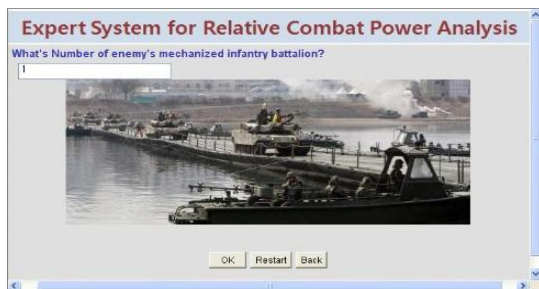 Expert System for Relative Combat Power Analysis
What's Number of enemy's mechanized infantry battalion?
1
OK Restart Back